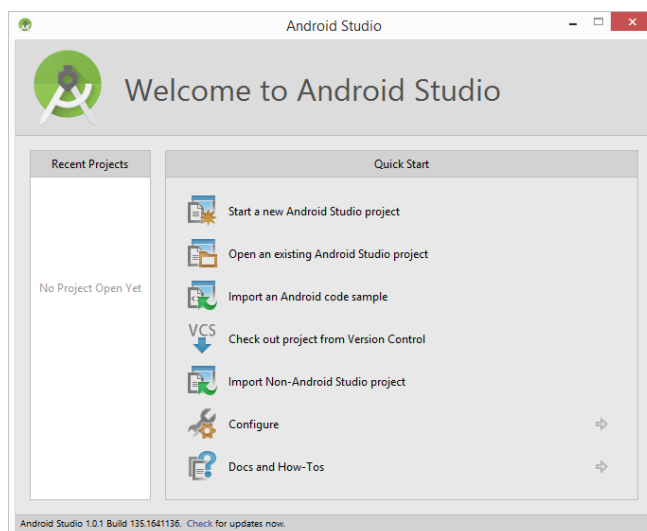 Android Studio
Welcome to Android Studio
Recent Projects
No Project Open Yet
Quick Start
Start a new Android Studio project
Open an existing Android Studio project
Import an Android code sample
VCS
Check out project from Version Control
Import Non-Android Studio project
Configure
Docs and How-Tos
Android Studio 1.0.1 Build 135.1641136. Check for updates now.